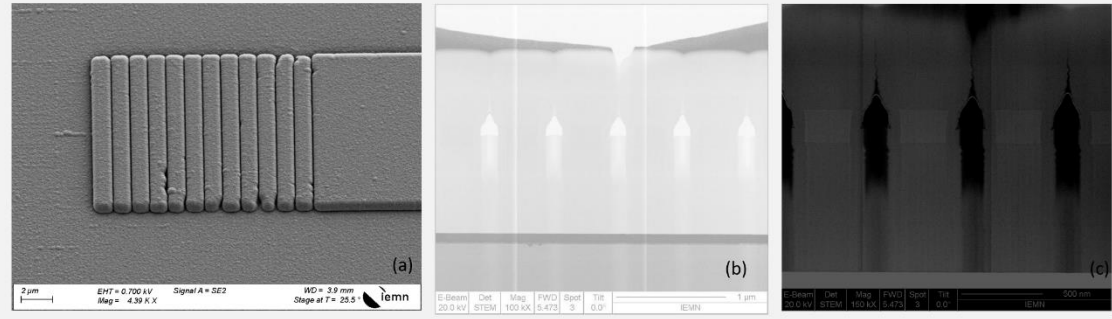 (a)
2 µm
EHT = 0.700 kV
Mag = 4.39 K X
Signal A = SE2
WD = 3.9 mm
Stage at T = 25.5 °
iemn
(b)
E-Beam Det Mag FWD Spot Tilt 1 µm
20.0 kV STEM 100 kX 5.473 3 0.0° IEMN
(c)
E-Beam Det Mag FWD Spot Tilt 500 nm
20.0 kV STEM 150 kX 5.473 3 0.0° IEMN